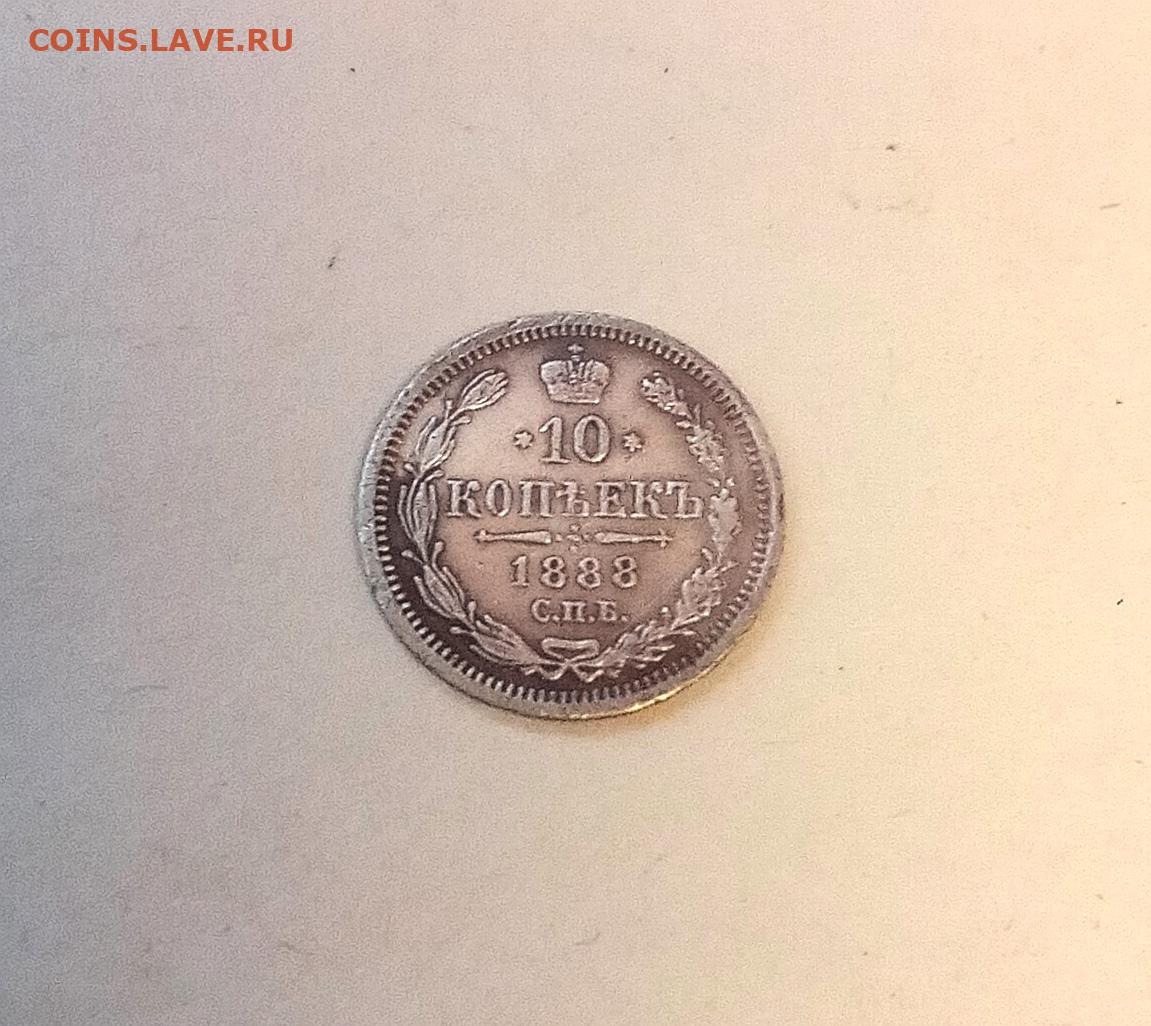 COINS.LAVE.RU
*10*
КОПѢЕКЪ
1888
С.П.Б.